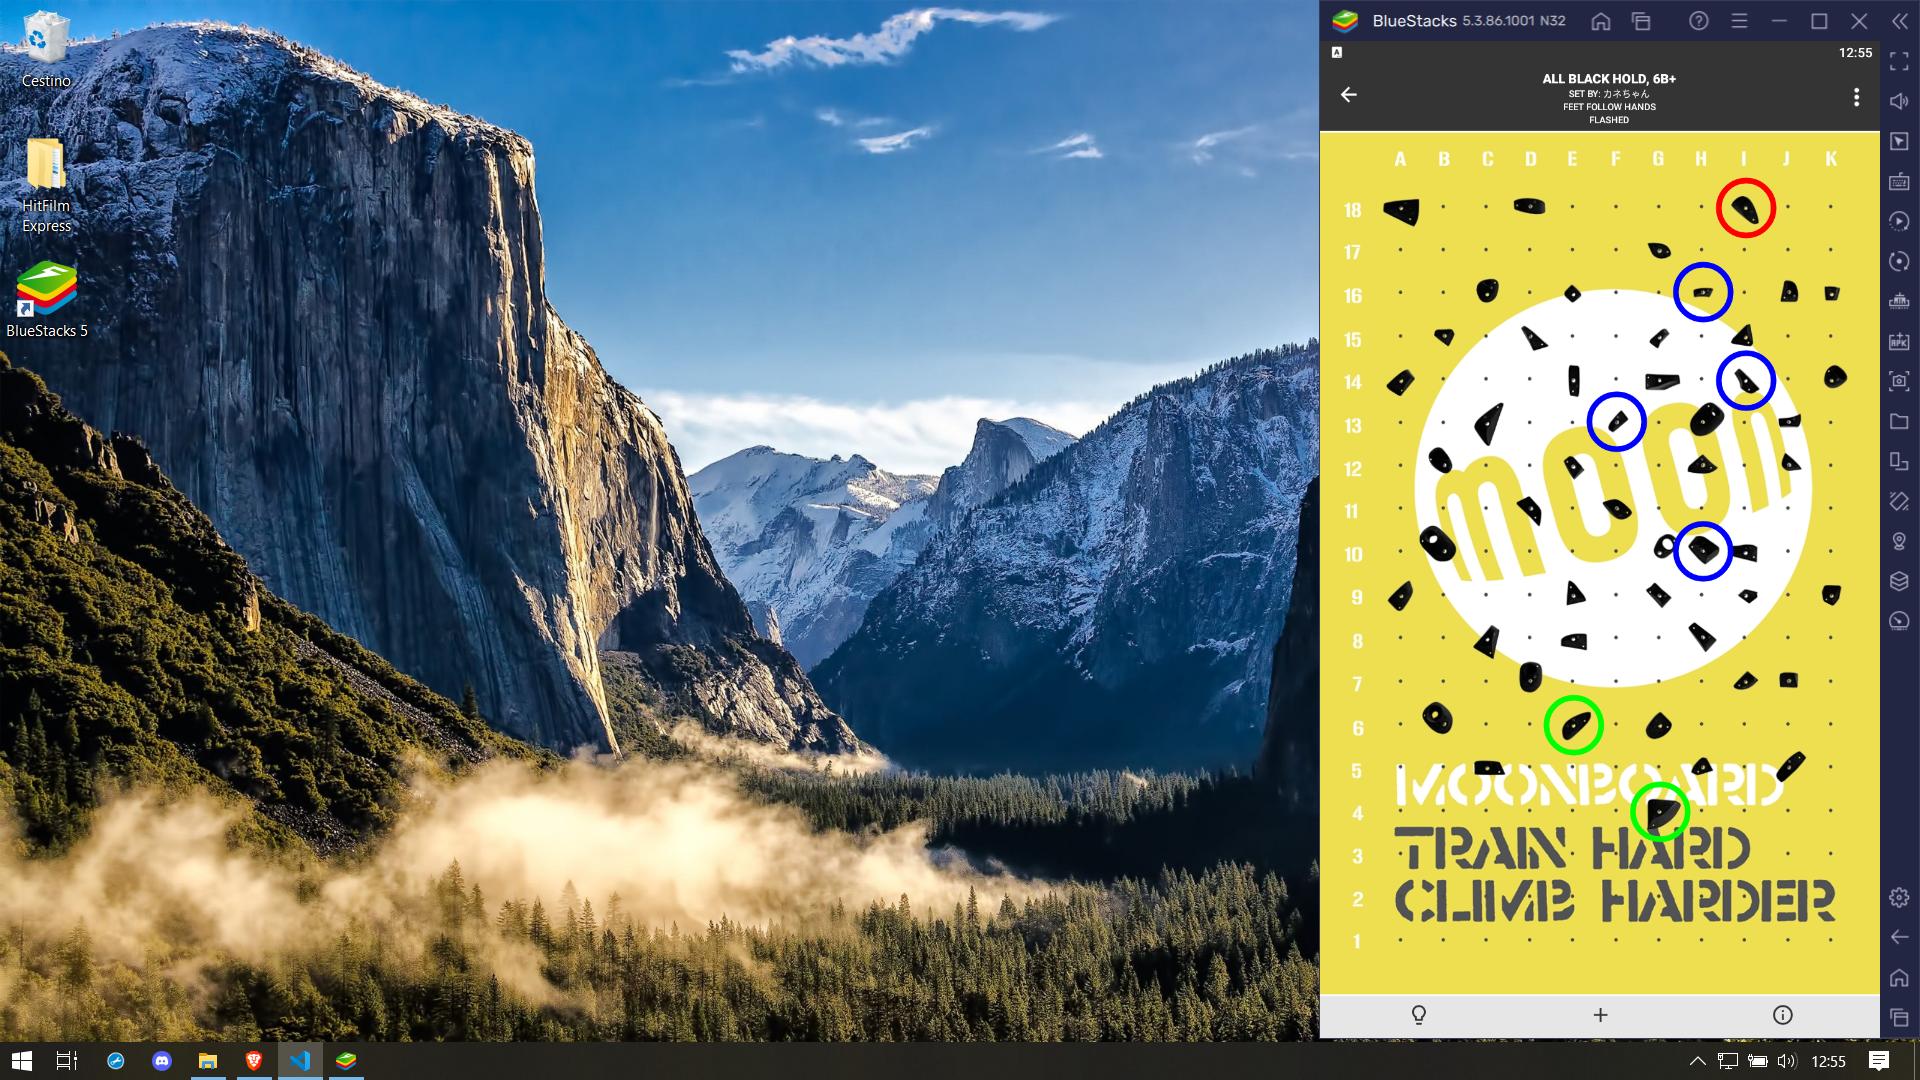 Cestino
HitFilm
Express
BlueStacks 5
BlueStacks 5.3.86.1001 N32
12:55
ALL BLACK HOLD, 6B+
SET BY: カネちゃん
FEET FOLLOW HANDS
FLASHED
A B C D E F G H I J K
18
17
16
15
14
13
12
11
10
9
8
7
6
5
4
3
2
1
moon
MOONBOARD
TRAIN HARD
CLIMB HARDER
12:55